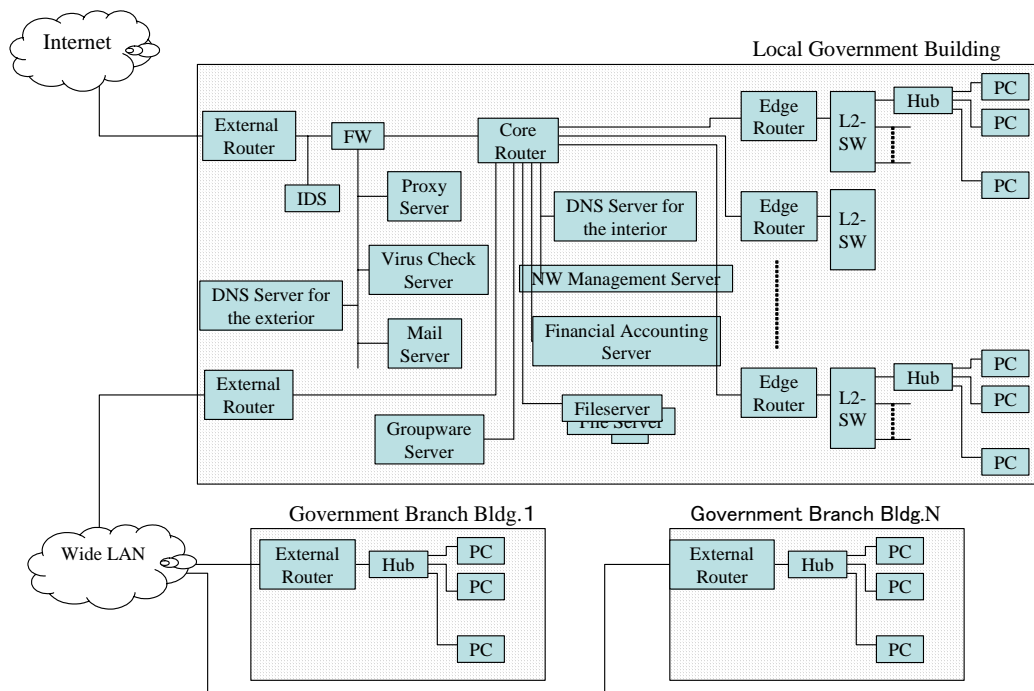 Internet
Local Government Building
External
Router
FW
IDS
Proxy
Server
Virus Check
Server
DNS Server for
the exterior
Mail
Server
External
Router
Core
Router
DNS Server for
the interior
NW Management Server
Financial Accounting
Server
Fileserver
File Server
Groupware
Server
Edge
Router
L2-
SW
Hub
PC
PC
PC
Edge
Router
L2-
SW
Edge
Router
L2-
SW
Hub
PC
PC
PC
Wide LAN
Government Branch Bldg.1
External
Router
Hub
PC
PC
PC
Government Branch Bldg.N
External
Router
Hub
PC
PC
PC